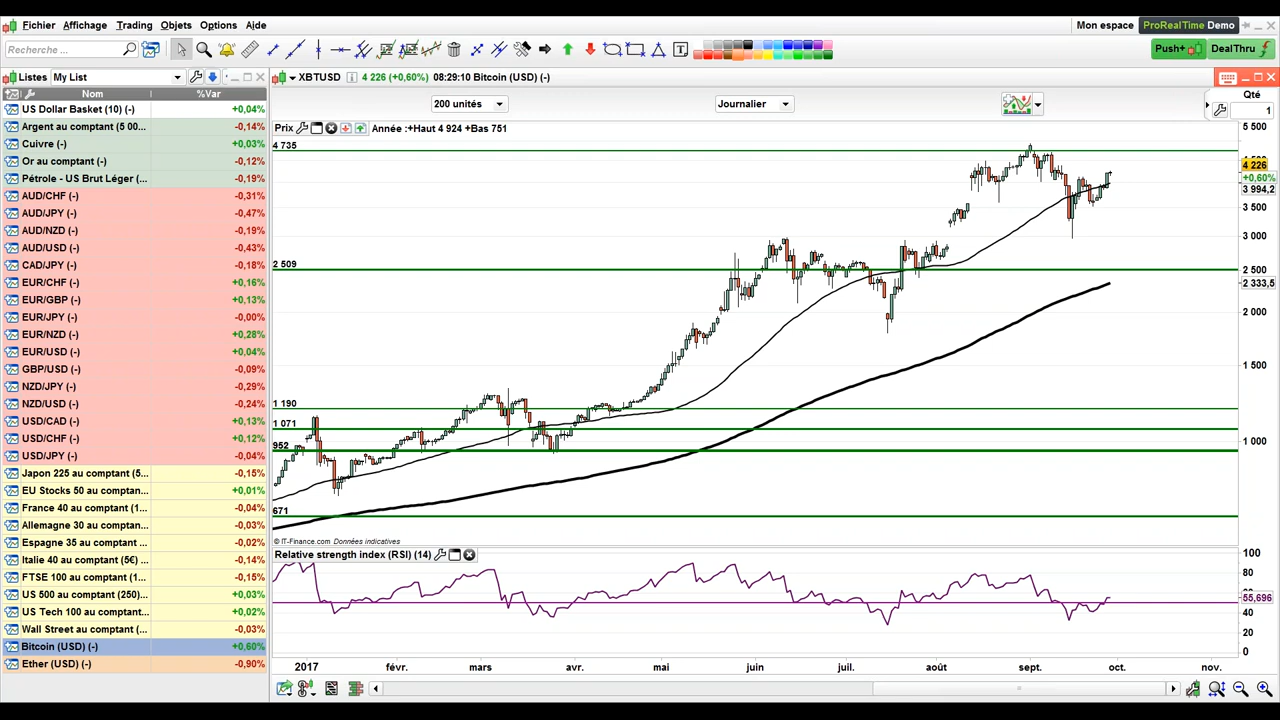 Fichier Affichage Trading Objets Options Aide Mon espace ProRealTime Demo
Recherche ... Push+ DealThru
Listes My List XBTUSD 4 226 (+0,60%) 08:29:10 Bitcoin (USD) (-)
Nom %Var
200 unités Journalier Qté
1
Prix Année :+Haut 4 924 +Bas 751
US Dollar Basket (10) (-) +0,04%
Argent au comptant (5 00... -0,14%
Cuivre (-) +0,03%
Or au comptant (-) -0,12%
Pétrole - US Brut Léger (... -0,19%
AUD/CHF (-) -0,31%
AUD/JPY (-) -0,47%
AUD/NZD (-) -0,19%
AUD/USD (-) -0,43%
CAD/JPY (-) -0,18%
EUR/CHF (-) +0,16%
EUR/GBP (-) +0,13%
EUR/JPY (-) -0,00%
EUR/NZD (-) +0,28%
EUR/USD (-) +0,04%
GBP/USD (-) -0,09%
NZD/JPY (-) -0,29%
NZD/USD (-) -0,24%
USD/CAD (-) +0,13%
USD/CHF (-) +0,12%
USD/JPY (-) -0,04%
Japon 225 au comptant (5... -0,15%
EU Stocks 50 au comptan... +0,01%
France 40 au comptant (1... -0,04%
Allemagne 30 au comptan... -0,03%
Espagne 35 au comptant ... -0,02%
Italie 40 au comptant (5€) ... -0,14%
FTSE 100 au comptant (1... -0,15%
US 500 au comptant (250)... +0,03%
US Tech 100 au comptant... +0,02%
Wall Street au comptant (... -0,03%
Bitcoin (USD) (-) +0,60%
Ether (USD) (-) -0,90%
4 735
2 509
1 190
1 071
952
671
5 500
4 226
+0,60%
3 994,2
3 500
3 000
2 500
2 333,5
2 000
1 500
1 000
© IT-Finance.com Données indicatives
Relative strength index (RSI) (14)
100
80
55,696
40
20
0
2017 févr. mars avr. mai juin juil. août sept. oct. nov.